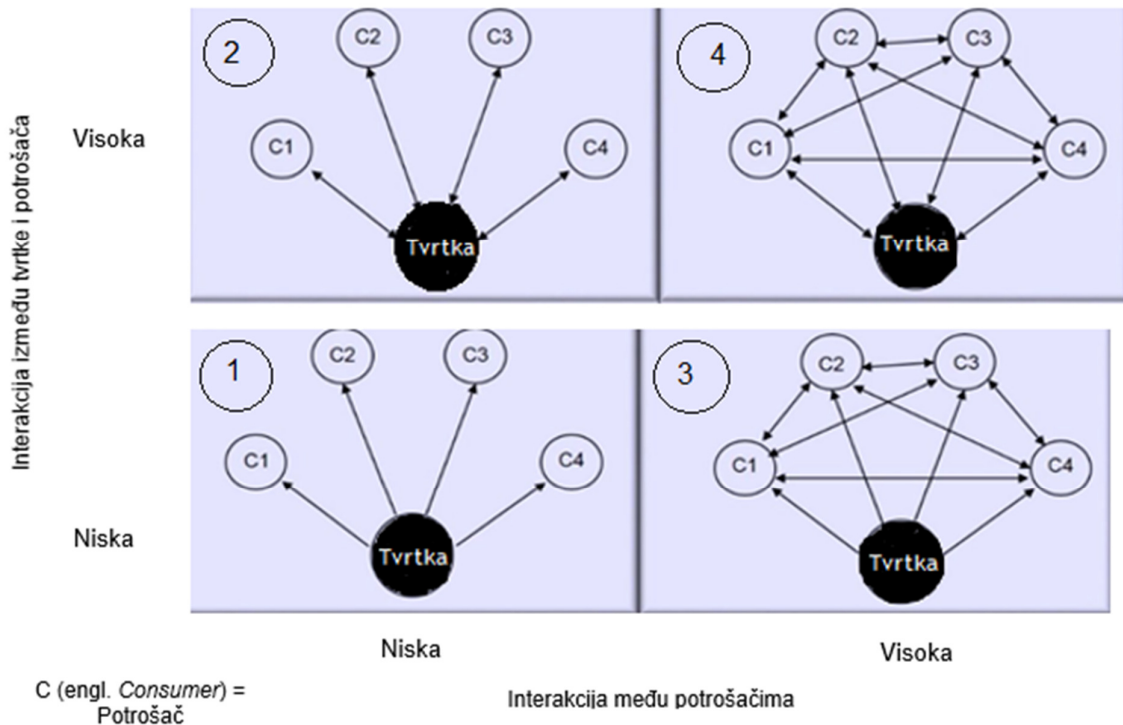 Interakcija između tvrtke i potrošača
Visoka
Niska
2
C2
C3
C1
C4
Tvrtka
4
C2
C3
C1
C4
Tvrtka
1
C2
C3
C1
C4
Tvrtka
3
C2
C3
C1
C4
Tvrtka
Niska
Visoka
C (engl. Consumer) =
Potrošač
Interakcija među potrošačima